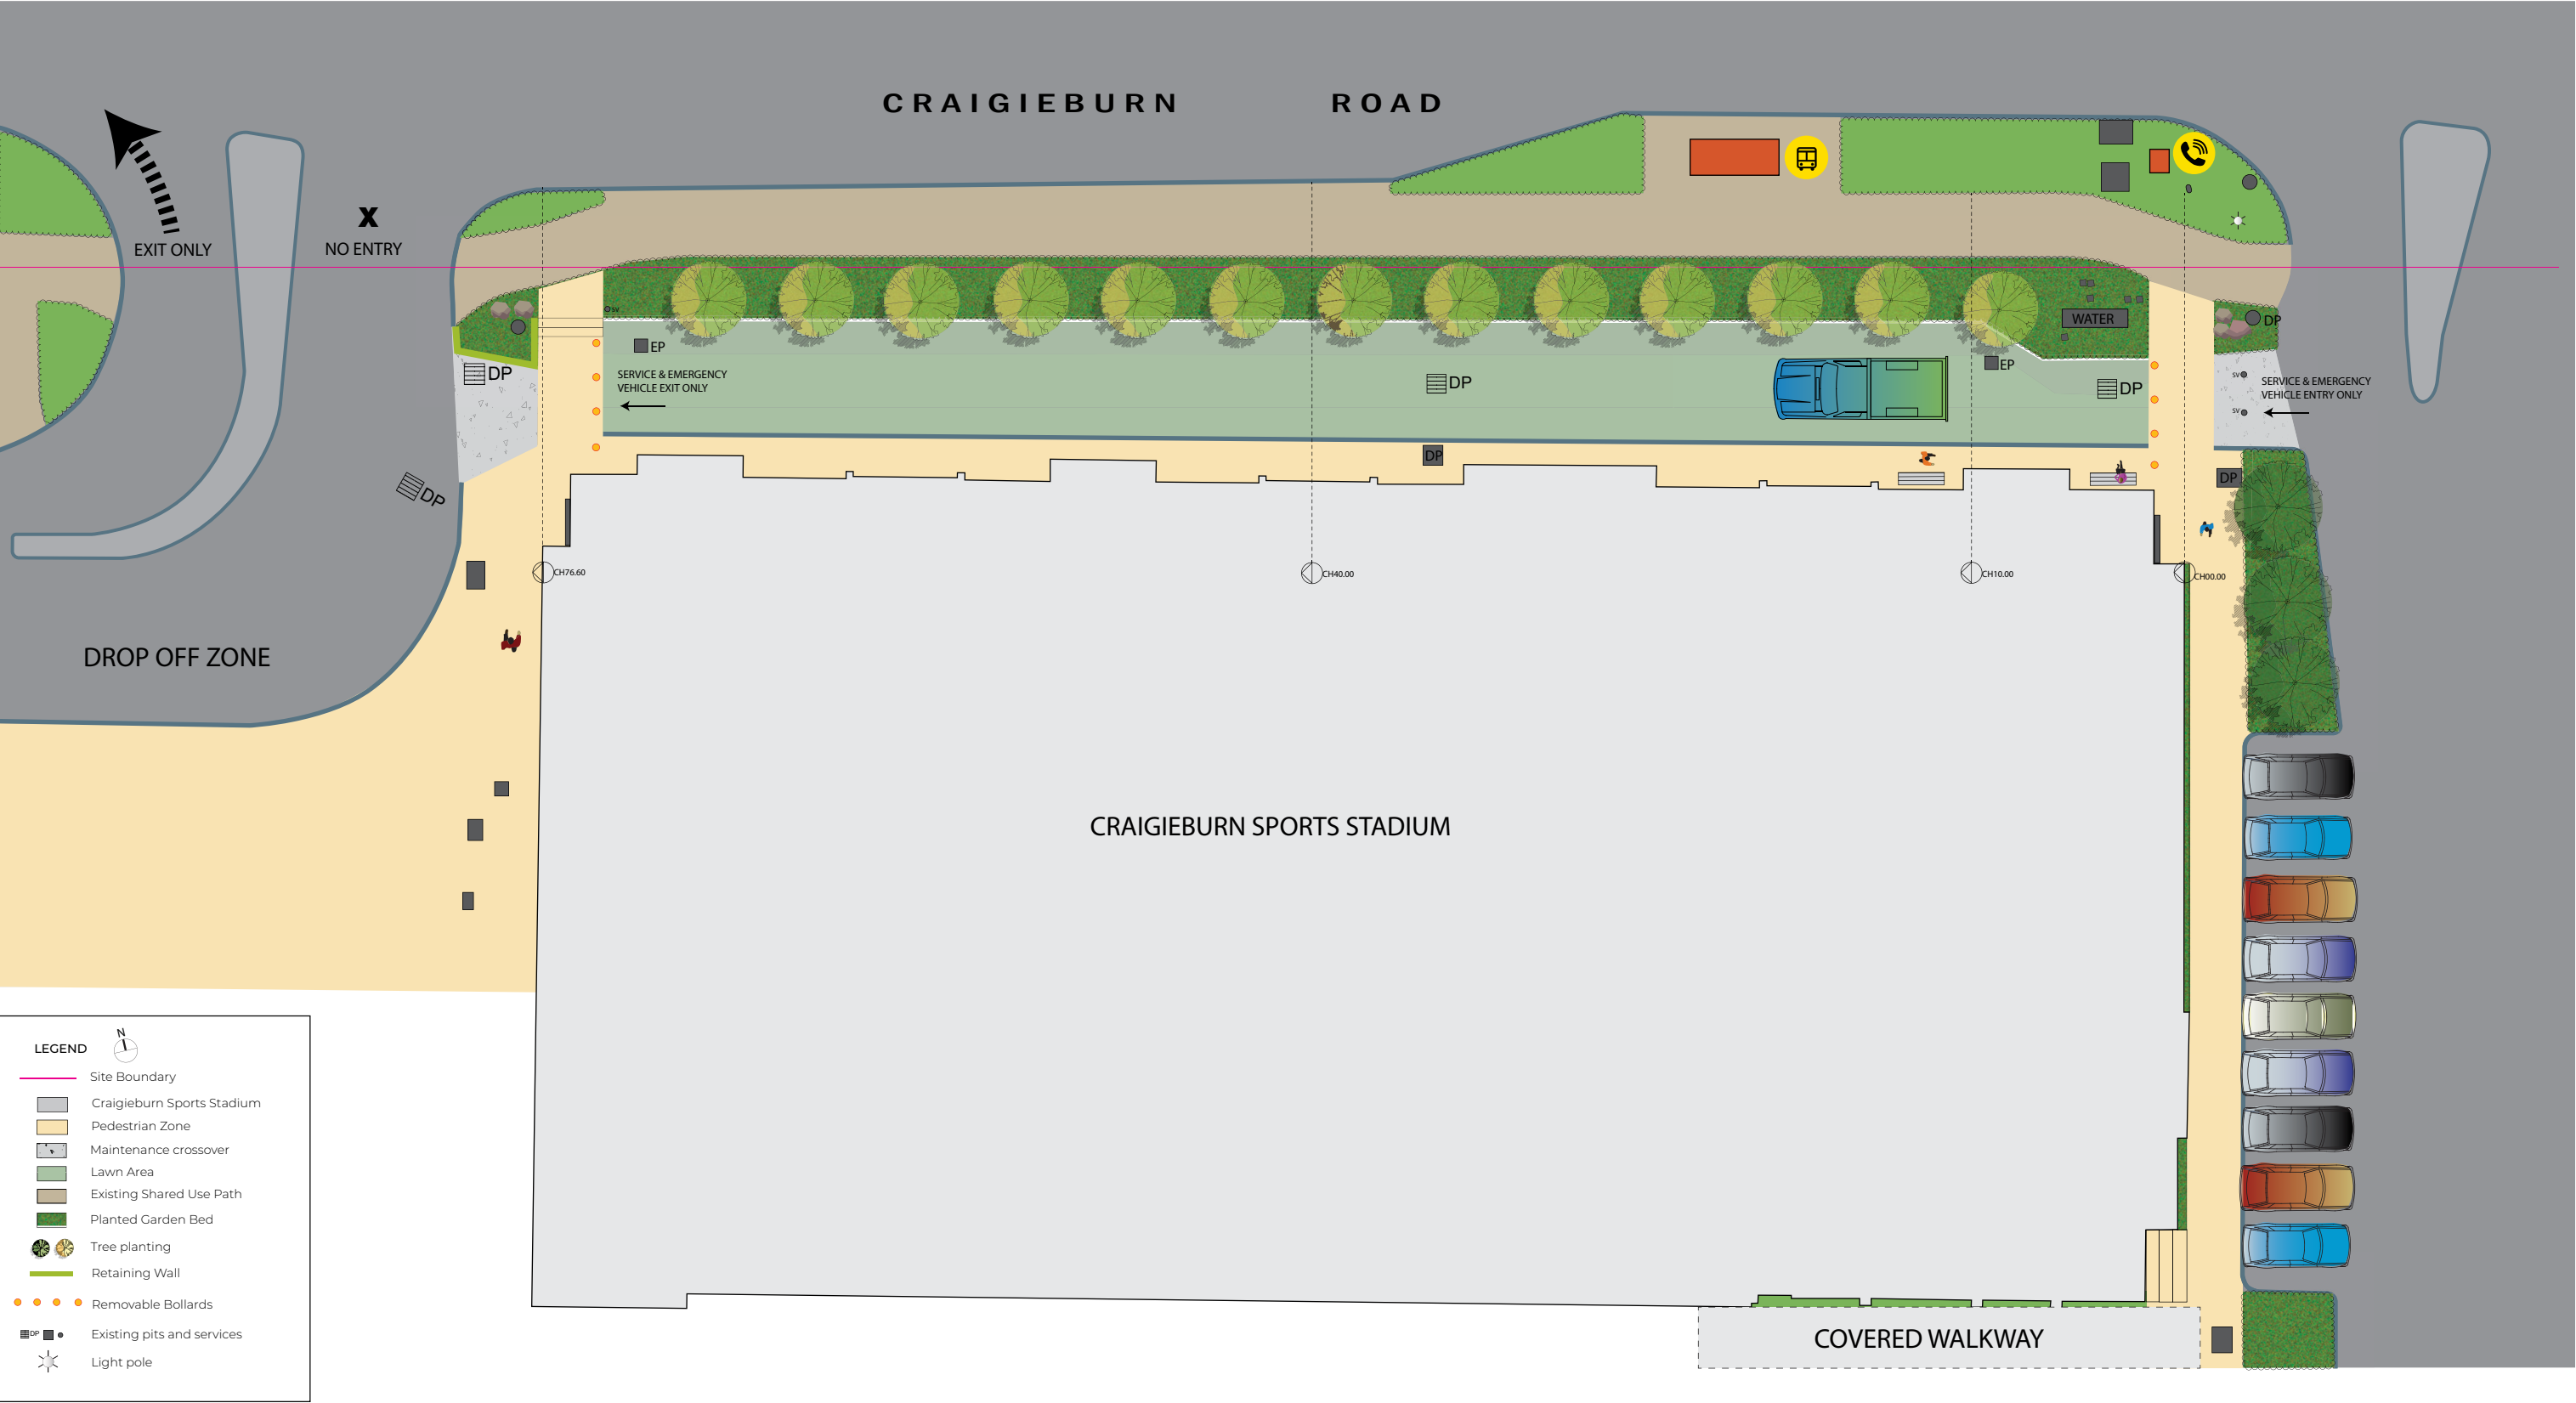 CRAIGIEBURN ROAD
EXIT ONLY
X
NO ENTRY
SV
WATER
DP
EP
DP
SERVICE & EMERGENCY
VEHICLE EXIT ONLY
DP
EP
DP
SV
SV
SERVICE & EMERGENCY
VEHICLE ENTRY ONLY
DP
DP
DP
CH76.60
CH40.00
CH10.00
CH00.00
DROP OFF ZONE
CRAIGIEBURN SPORTS STADIUM
COVERED WALKWAY
N
LEGEND
Site Boundary
Craigieburn Sports Stadium
Pedestrian Zone
Maintenance crossover
Lawn Area
Existing Shared Use Path
Planted Garden Bed
Tree planting
Retaining Wall
Removable Bollards
DP
Existing pits and services
Light pole